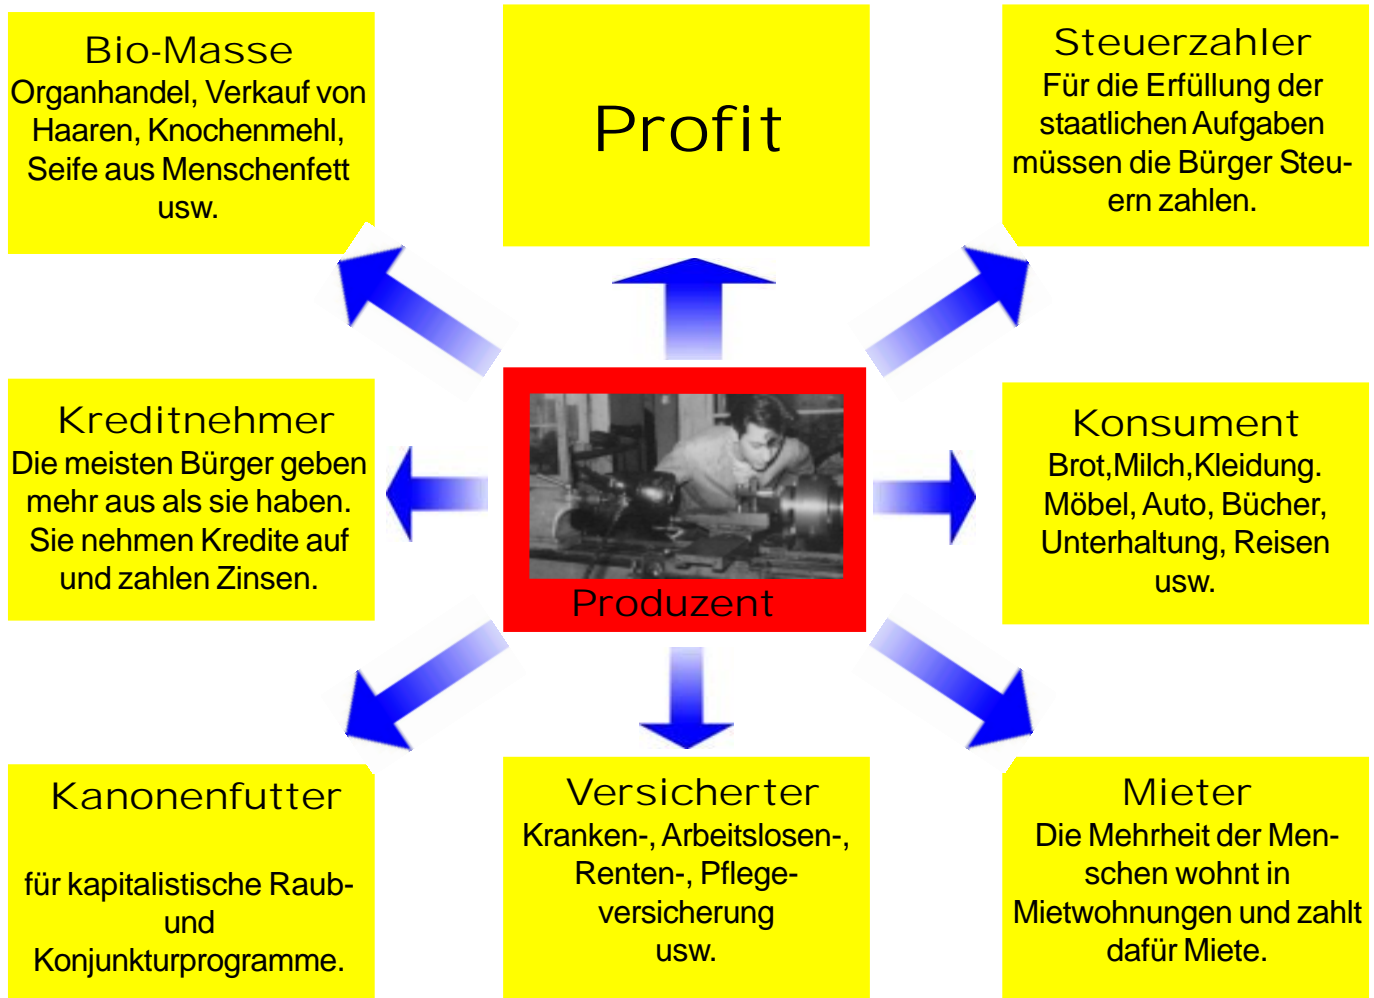 Bio-Masse
Organhandel, Verkauf von
Haaren, Knochenmehl,
Seife aus Menschenfett
usw.
Profit
Steuerzahler
Für die Erfüllung der
staatlichen Aufgaben
müssen die Bürger Steu-
ern zahlen.
Kreditnehmer
Die meisten Bürger geben
mehr aus als sie haben.
Sie nehmen Kredite auf
und zahlen Zinsen.
Produzent
Konsument
Brot,Milch,Kleidung.
Möbel, Auto, Bücher,
Unterhaltung, Reisen
usw.
Kanonenfutter
für kapitalistische Raub-
und
Konjunkturprogramme.
Versicherter
Kranken-, Arbeitslosen-,
Renten-, Pflege-
versicherung
usw.
Mieter
Die Mehrheit der Men-
schen wohnt in
Mietwohnungen und zahlt
dafür Miete.